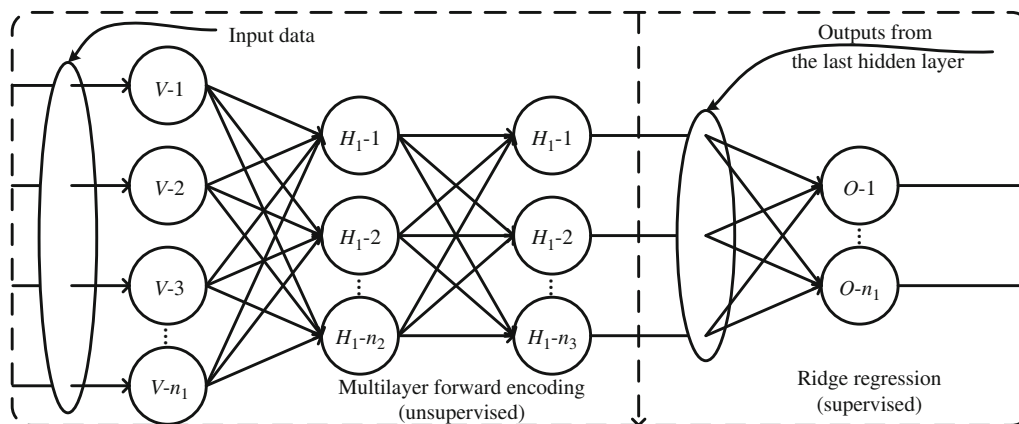 Input data
Outputs from
the last hidden layer
V-1
V-2
V-3
V-n₁
H₁-1
H₁-2
H₁-n₂
H₁-1
H₁-2
H₁-n₃
O-1
O-n₁
Multilayer forward encoding
(unsupervised)
Ridge regression
(supervised)